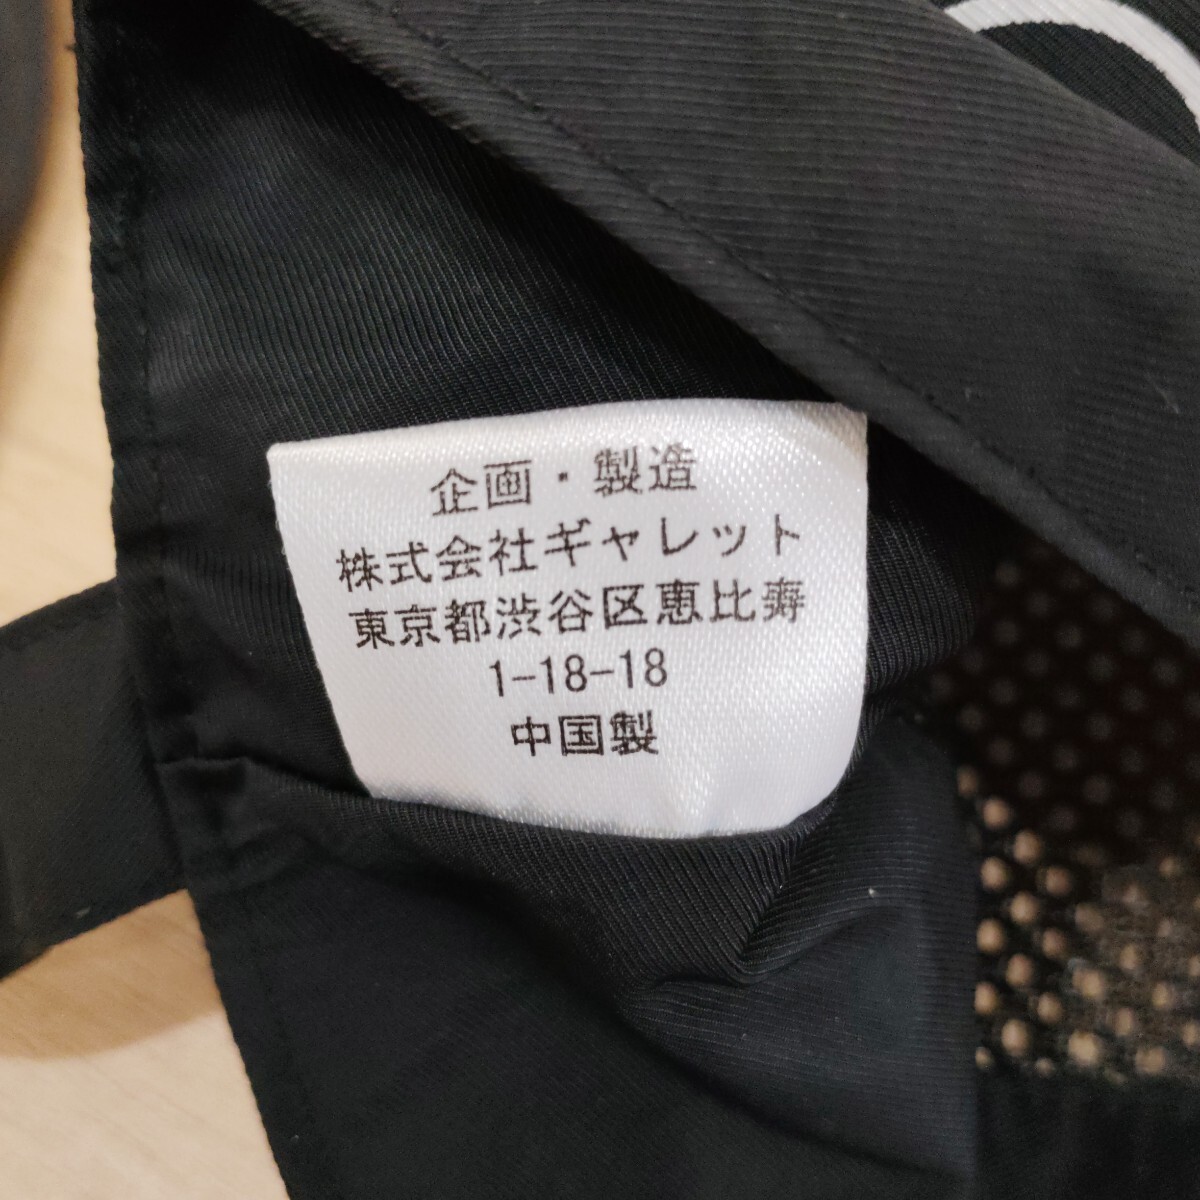 企画・製造
株式会社ギャレット
東京都渋谷区恵比寿
1-18-18
中国製